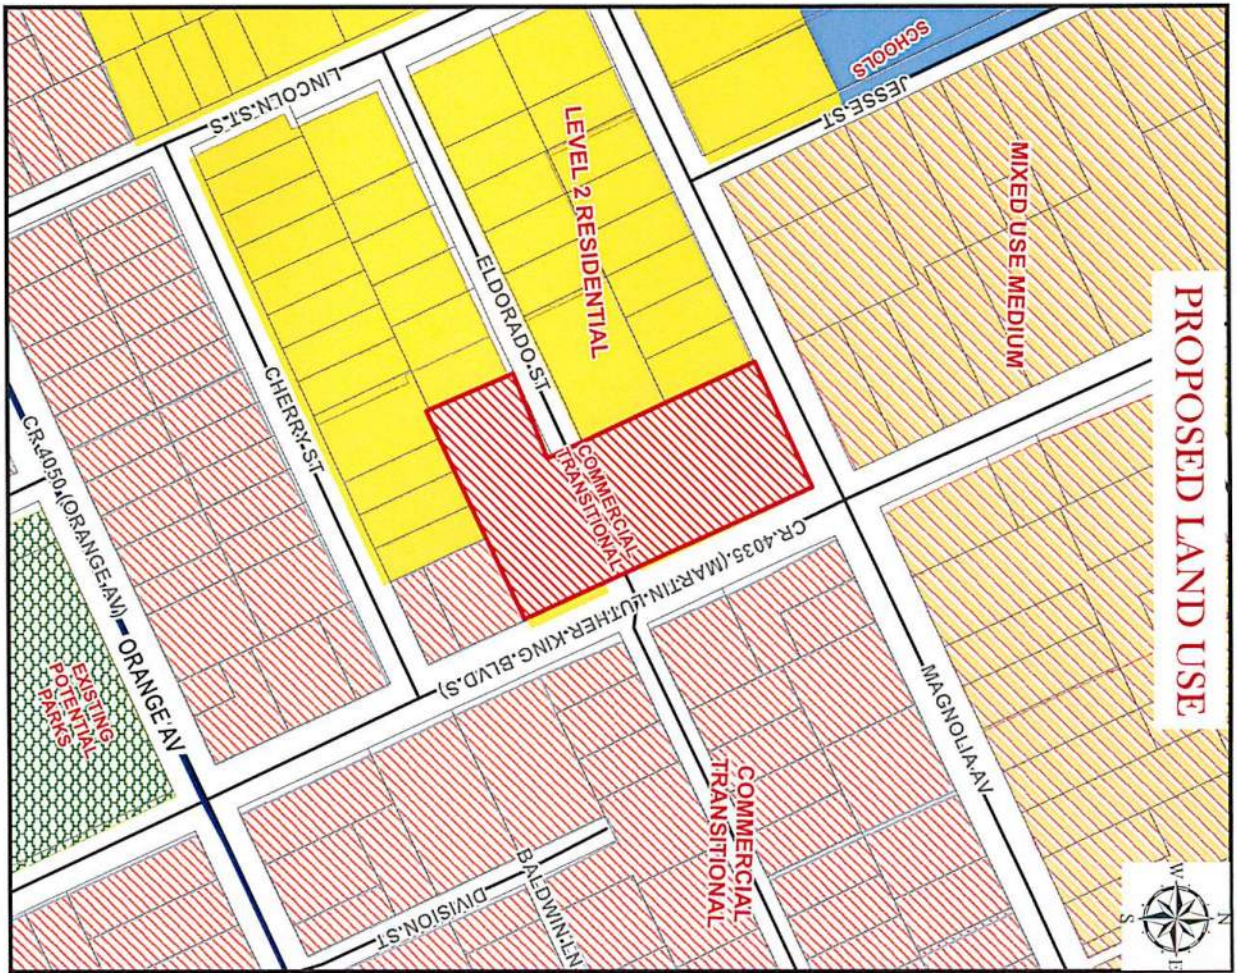 PROPOSED LAND USE
SCHOOLS
JESSE.ST
MIXED USE MEDIUM
LINCOLN.ST.S
LEVEL 2 RESIDENTIAL
ELDORADO.ST
CHERRY.ST
COMMERCIAL
TRANSITIONAL
CR.4035.(MARTIN.LUTHER.KING.BLVD.S)
MAGNOLIA.AV
CR.4050.(ORANGE.AV)
ORANGE.AV
EXISTING
POTENTIAL
PARKS
COMMERCIAL
TRANSITIONAL
BALDWIN.LN
DIVISION.ST
N
W
E
S